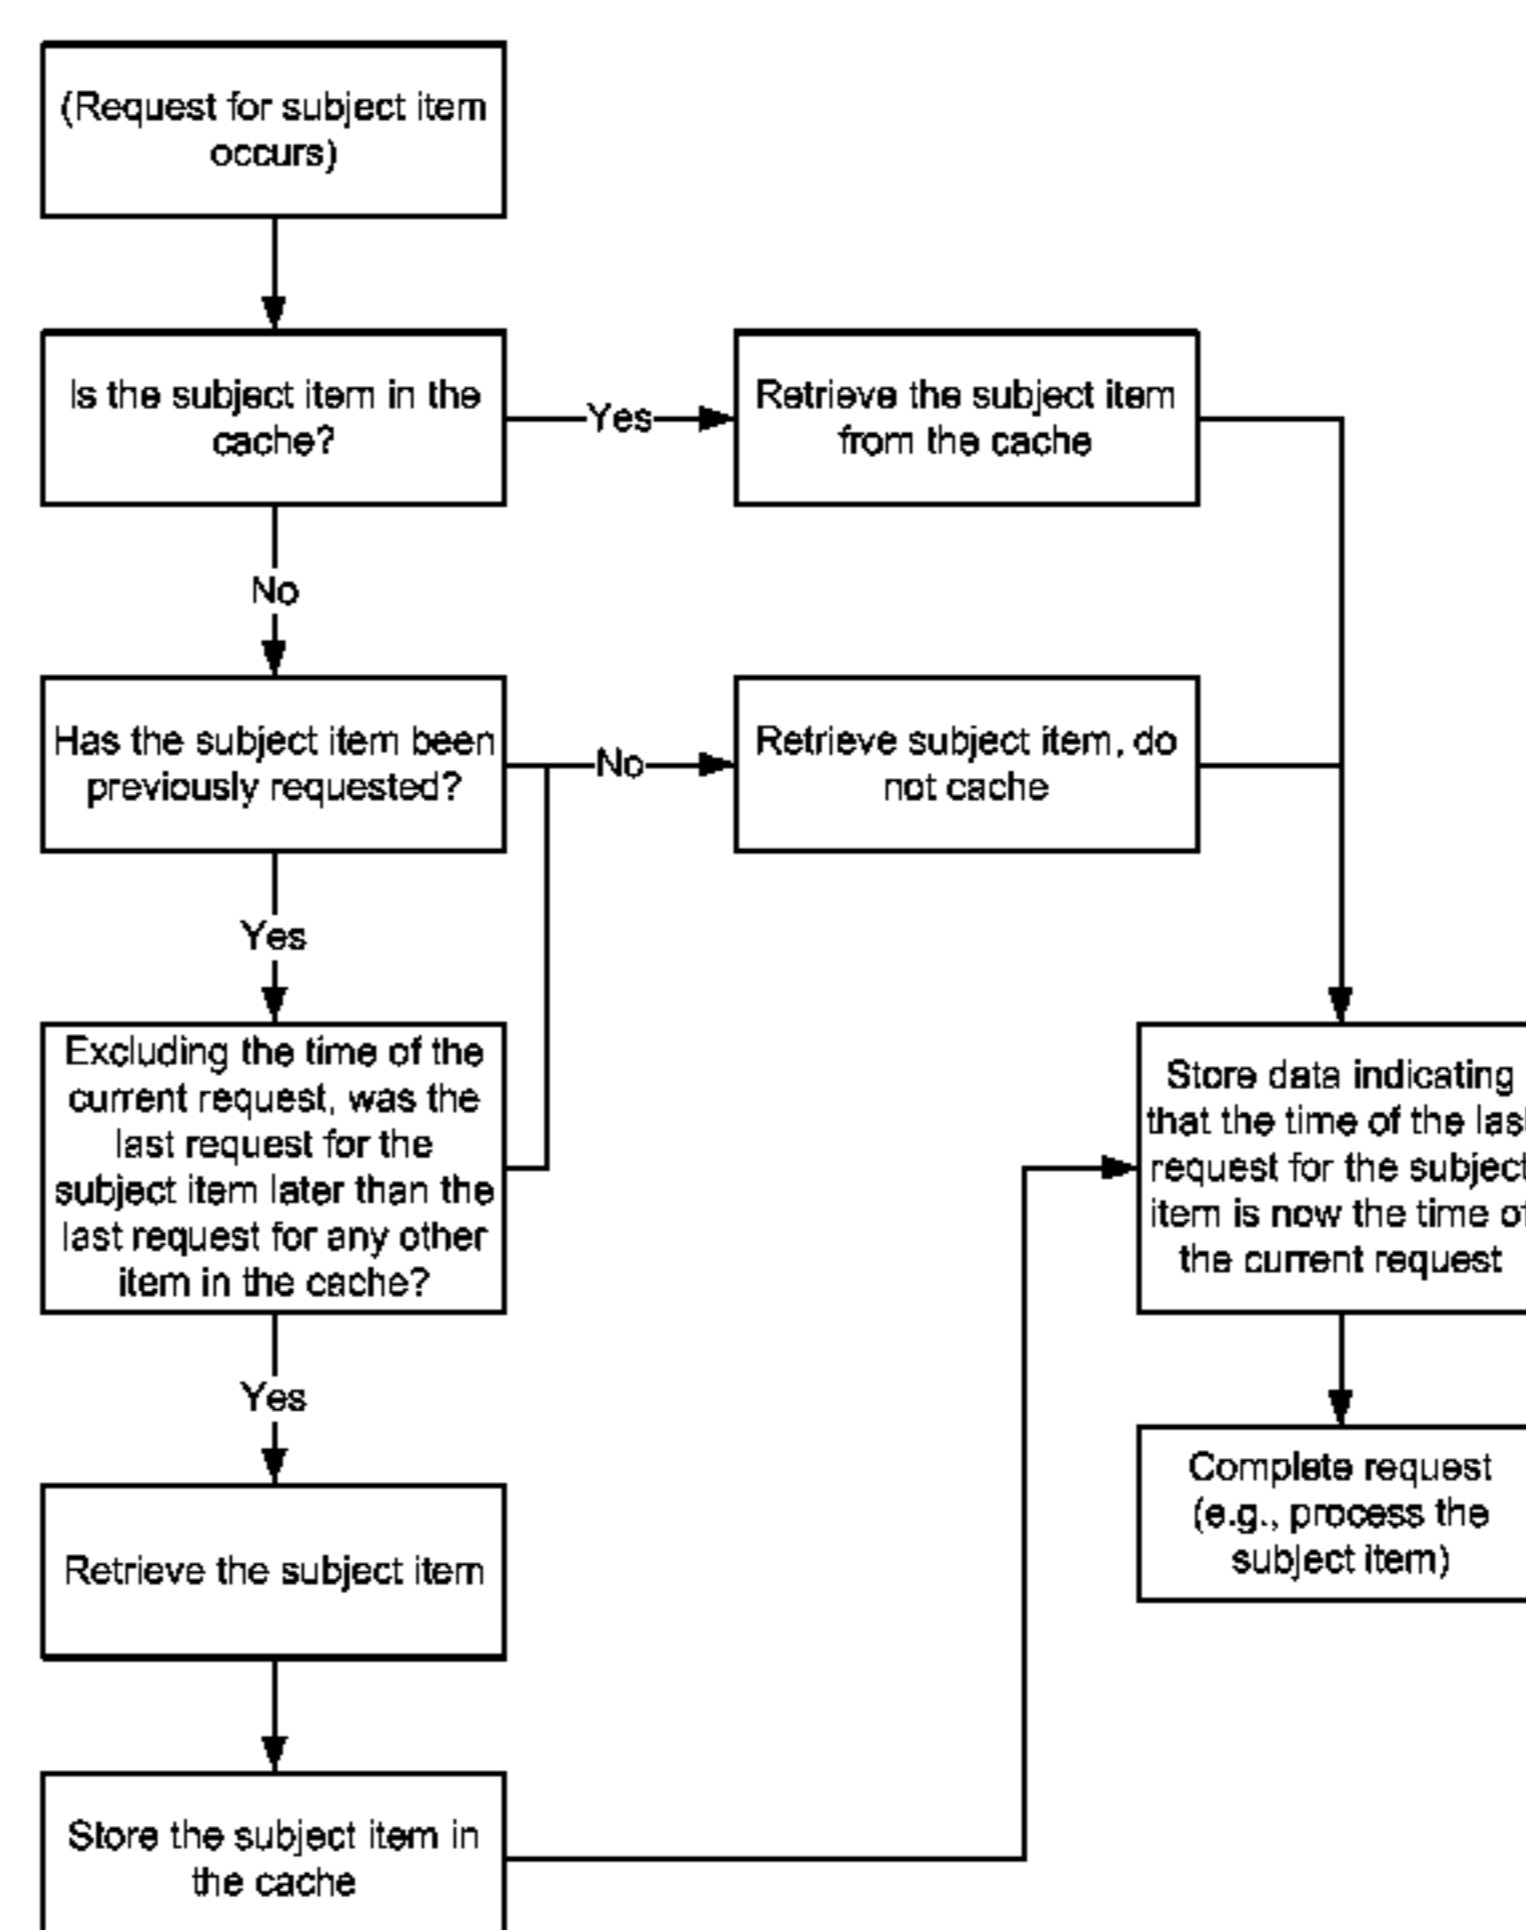 (Request for subject item
occurs)
Is the subject item in the
cache?
Yes
Retrieve the subject item
from the cache
No
Has the subject item been
previously requested?
No
Retrieve subject item, do
not cache
Yes
Excluding the time of the
current request, was the
last request for the
subject item later than the
last request for any other
item in the cache?
Store data indicating
that the time of the last
request for the subject
item is now the time of
the current request
Yes
Complete request
(e.g., process the
subject item)
Retrieve the subject item
Store the subject item in
the cache